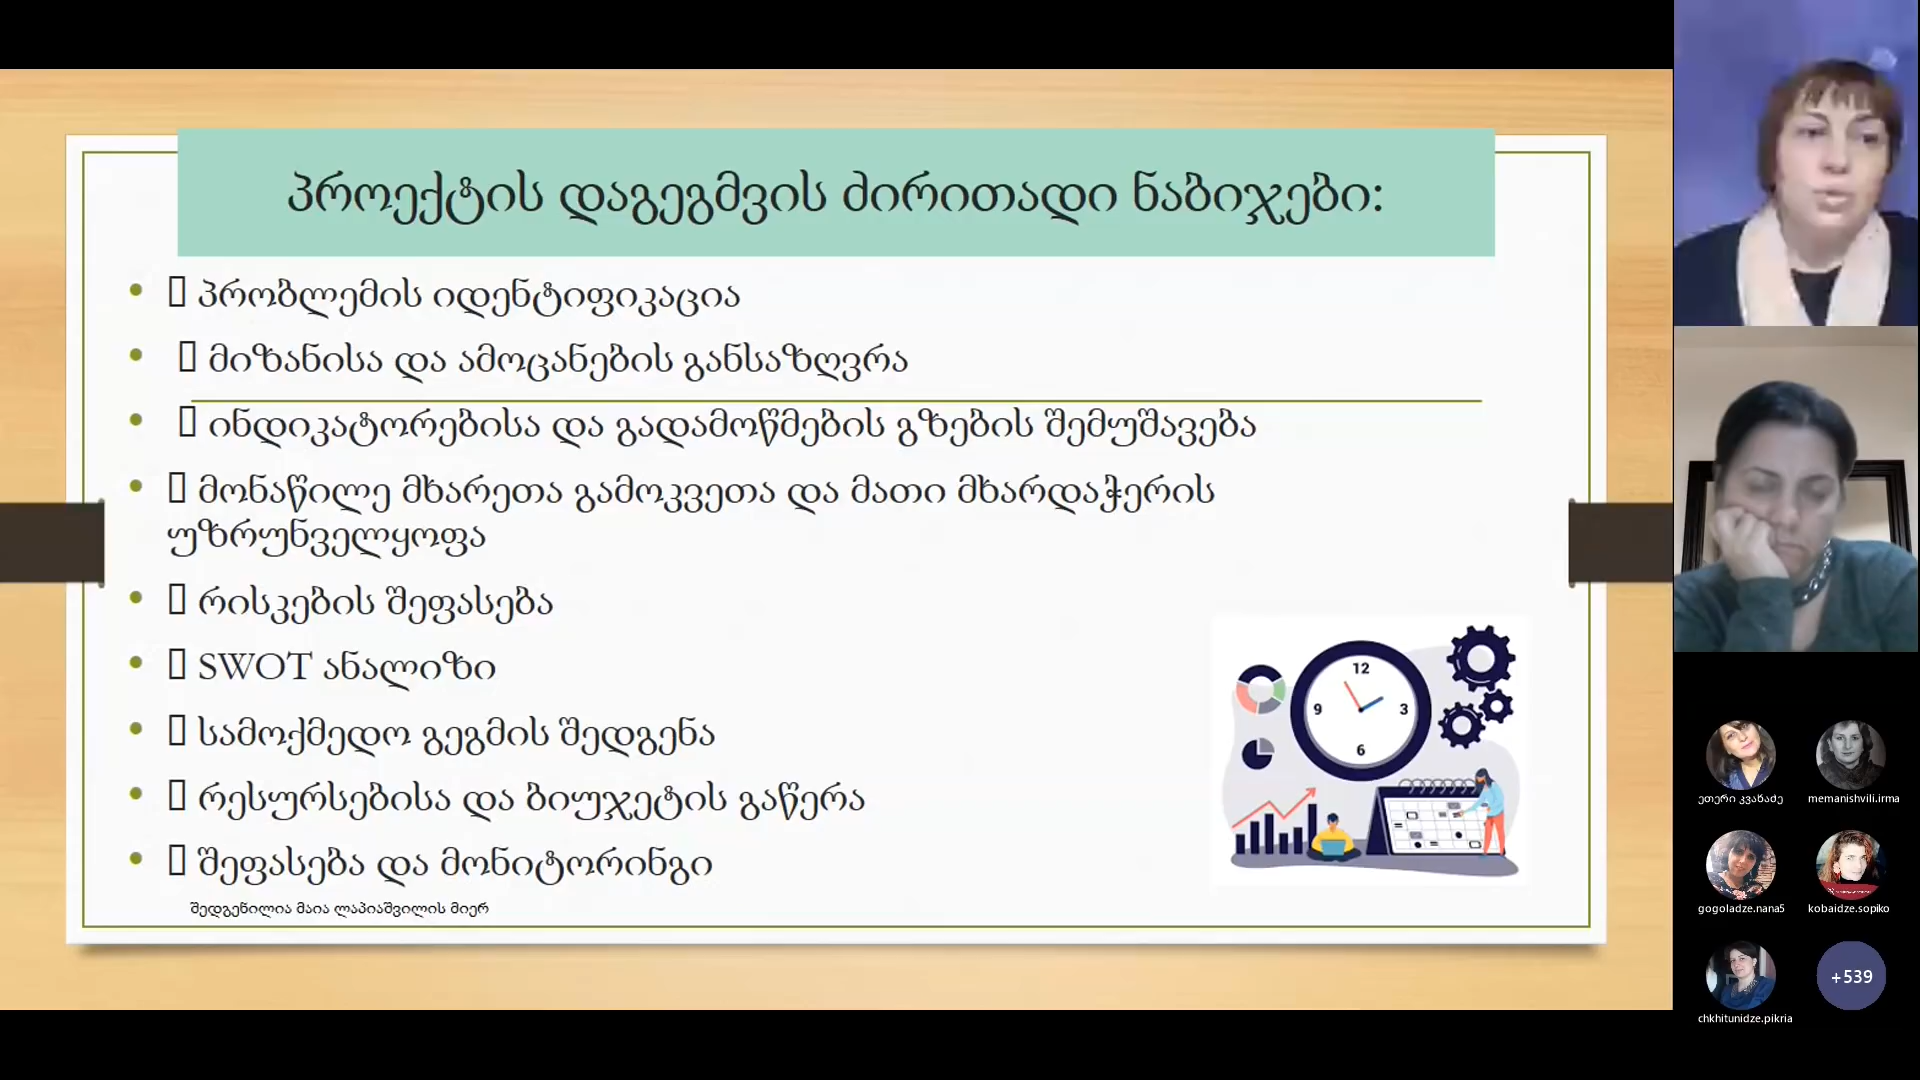 პროექტის დაგეგმვის ძირითადი ნაბიჯები:
პრობლემის იდენტიფიკაცია
მიზანისა და ამოცანების განსაზღვრა
ინდიკატორებისა და გადამოწმების გზების შემუშავება
მონაწილე მხარეთა გამოკვეთა და მათი მხარდაჭერის
უზრუნველყოფა
რისკების შეფასება
SWOT ანალიზი
სამოქმედო გეგმის შედგენა
რესურსებისა და ბიუჯეტის გაწერა
შეფასება და მონიტორინგი
შედგენილია მაია ლაპიაშვილის მიერ
12
9 3
6
ეთერი კვანაძე memanishvili.irma
gogoladze.nana5 kobaidze.sopiko
chkhitunidze.pikria +539